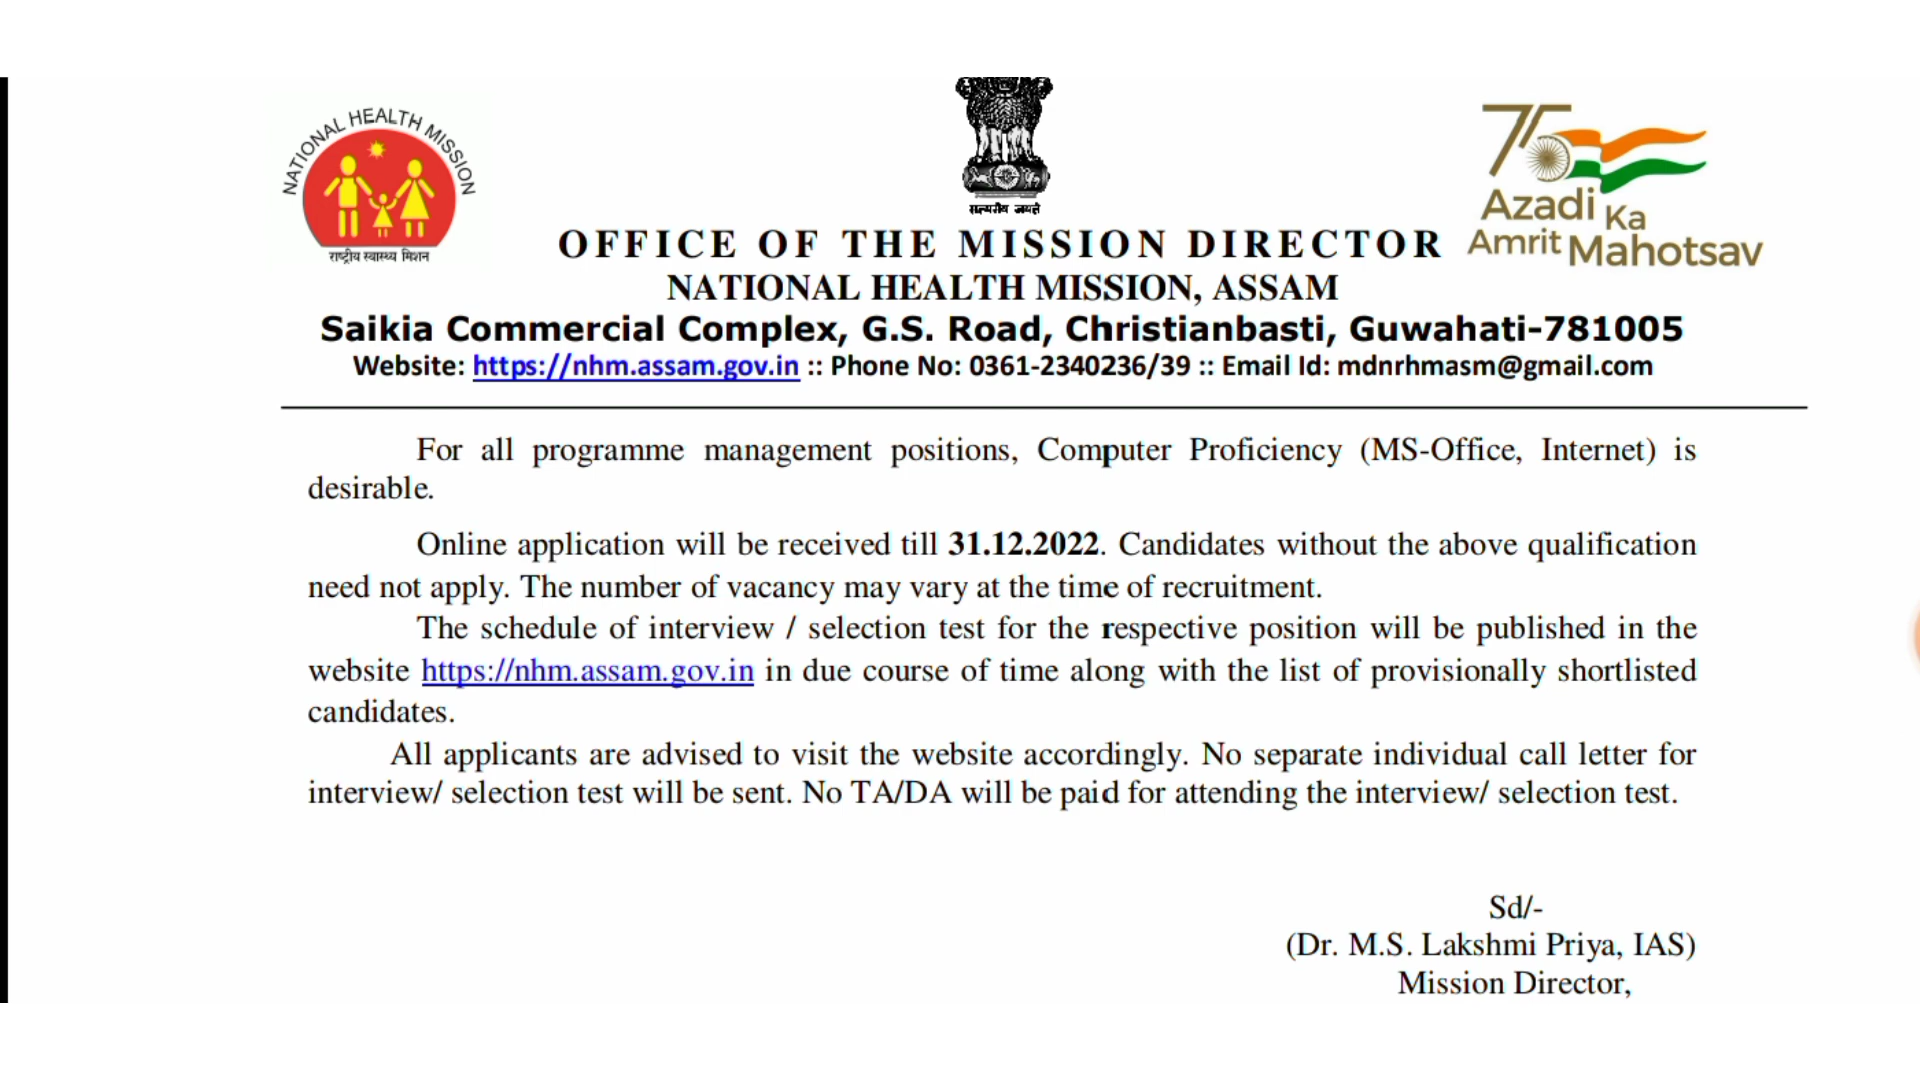 NATIONAL HEALTH MISSION
राष्ट्रीय स्वास्थ्य मिशन
सत्यमेव जयते
75
Azadi Ka
Amrit Mahotsav
OFFICE OF THE MISSION DIRECTOR
NATIONAL HEALTH MISSION, ASSAM
Saikia Commercial Complex, G.S. Road, Christianbasti, Guwahati-781005
Website: https://nhm.assam.gov.in :: Phone No: 0361-2340236/39 :: Email Id: mdnrhmasm@gmail.com
For all programme management positions, Computer Proficiency (MS-Office, Internet) is
desirable.
Online application will be received till 31.12.2022. Candidates without the above qualification
need not apply. The number of vacancy may vary at the time of recruitment.
The schedule of interview / selection test for the respective position will be published in the
website https://nhm.assam.gov.in in due course of time along with the list of provisionally shortlisted
candidates.
All applicants are advised to visit the website accordingly. No separate individual call letter for
interview/ selection test will be sent. No TA/DA will be paid for attending the interview/ selection test.
Sd/-
(Dr. M.S. Lakshmi Priya, IAS)
Mission Director,